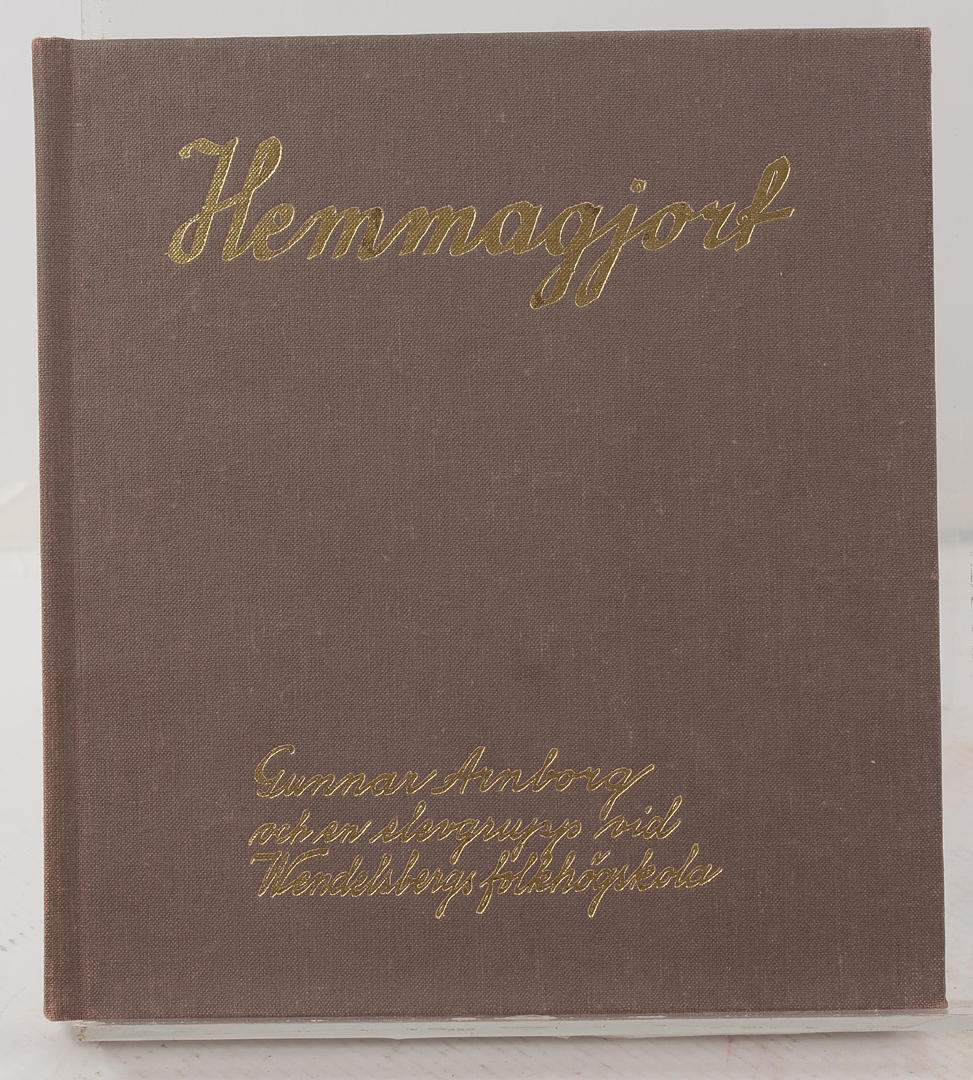 Hemmagjort
Gunnar Arnborg
och en elevgrupp vid
Wendelsbergs folkhögskola